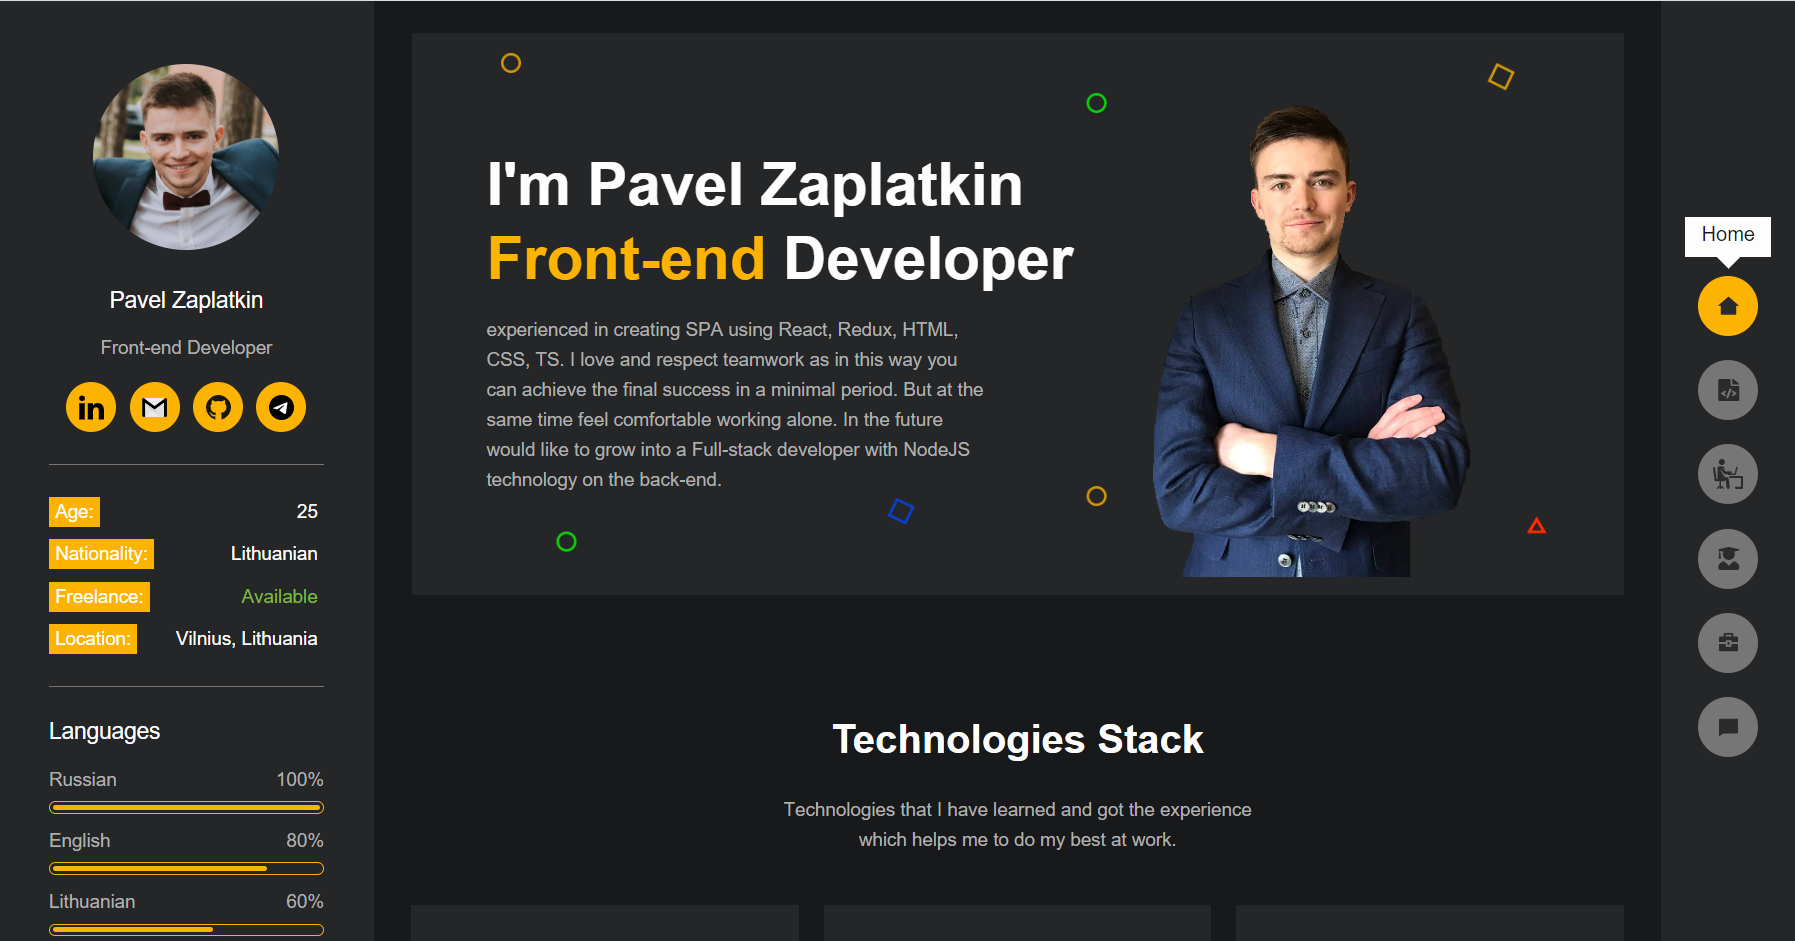 Pavel Zaplatkin
Front-end Developer
in
Age: 25
Nationality: Lithuanian
Freelance: Available
Location: Vilnius, Lithuania
Languages
Russian 100%
English 80%
Lithuanian 60%
I'm Pavel Zaplatkin
Front-end Developer
experienced in creating SPA using React, Redux, HTML,
CSS, TS. I love and respect teamwork as in this way you
can achieve the final success in a minimal period. But at the
same time feel comfortable working alone. In the future
would like to grow into a Full-stack developer with NodeJS
technology on the back-end.
Technologies Stack
Technologies that I have learned and got the experience
which helps me to do my best at work.
Home